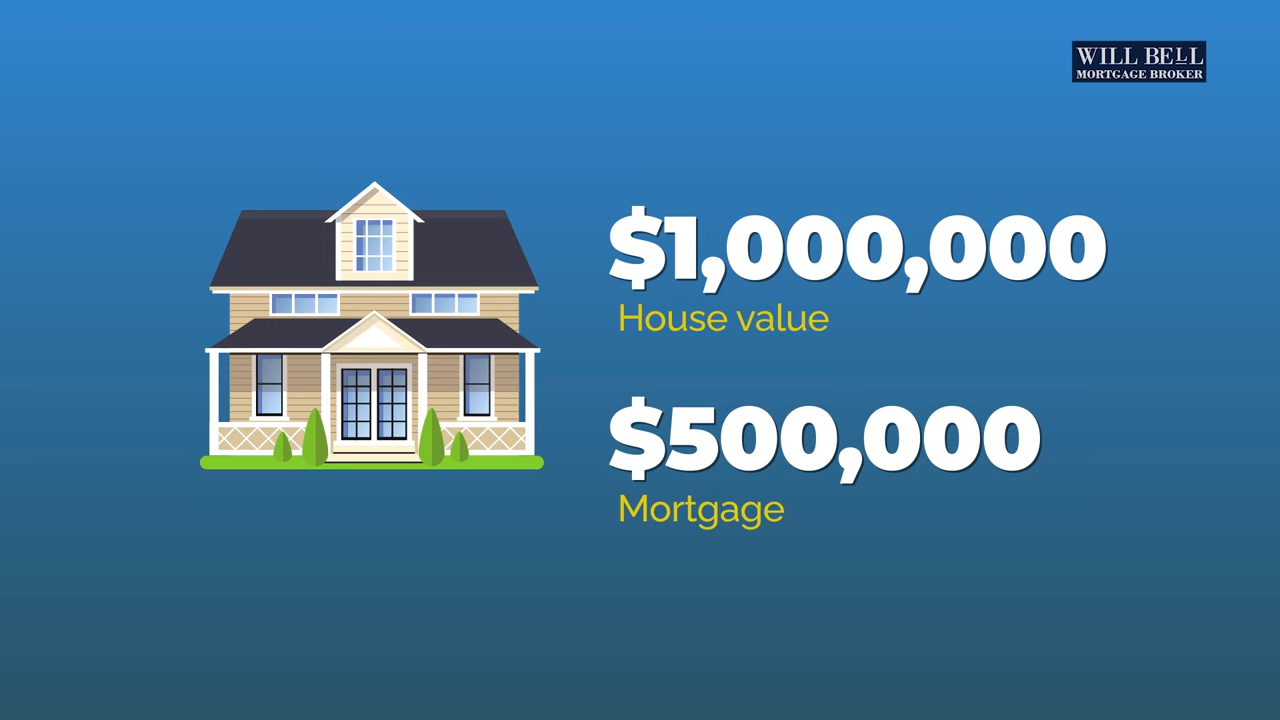 WILL BELL
MORTGAGE BROKER
$1,000,000
House value
$500,000
Mortgage